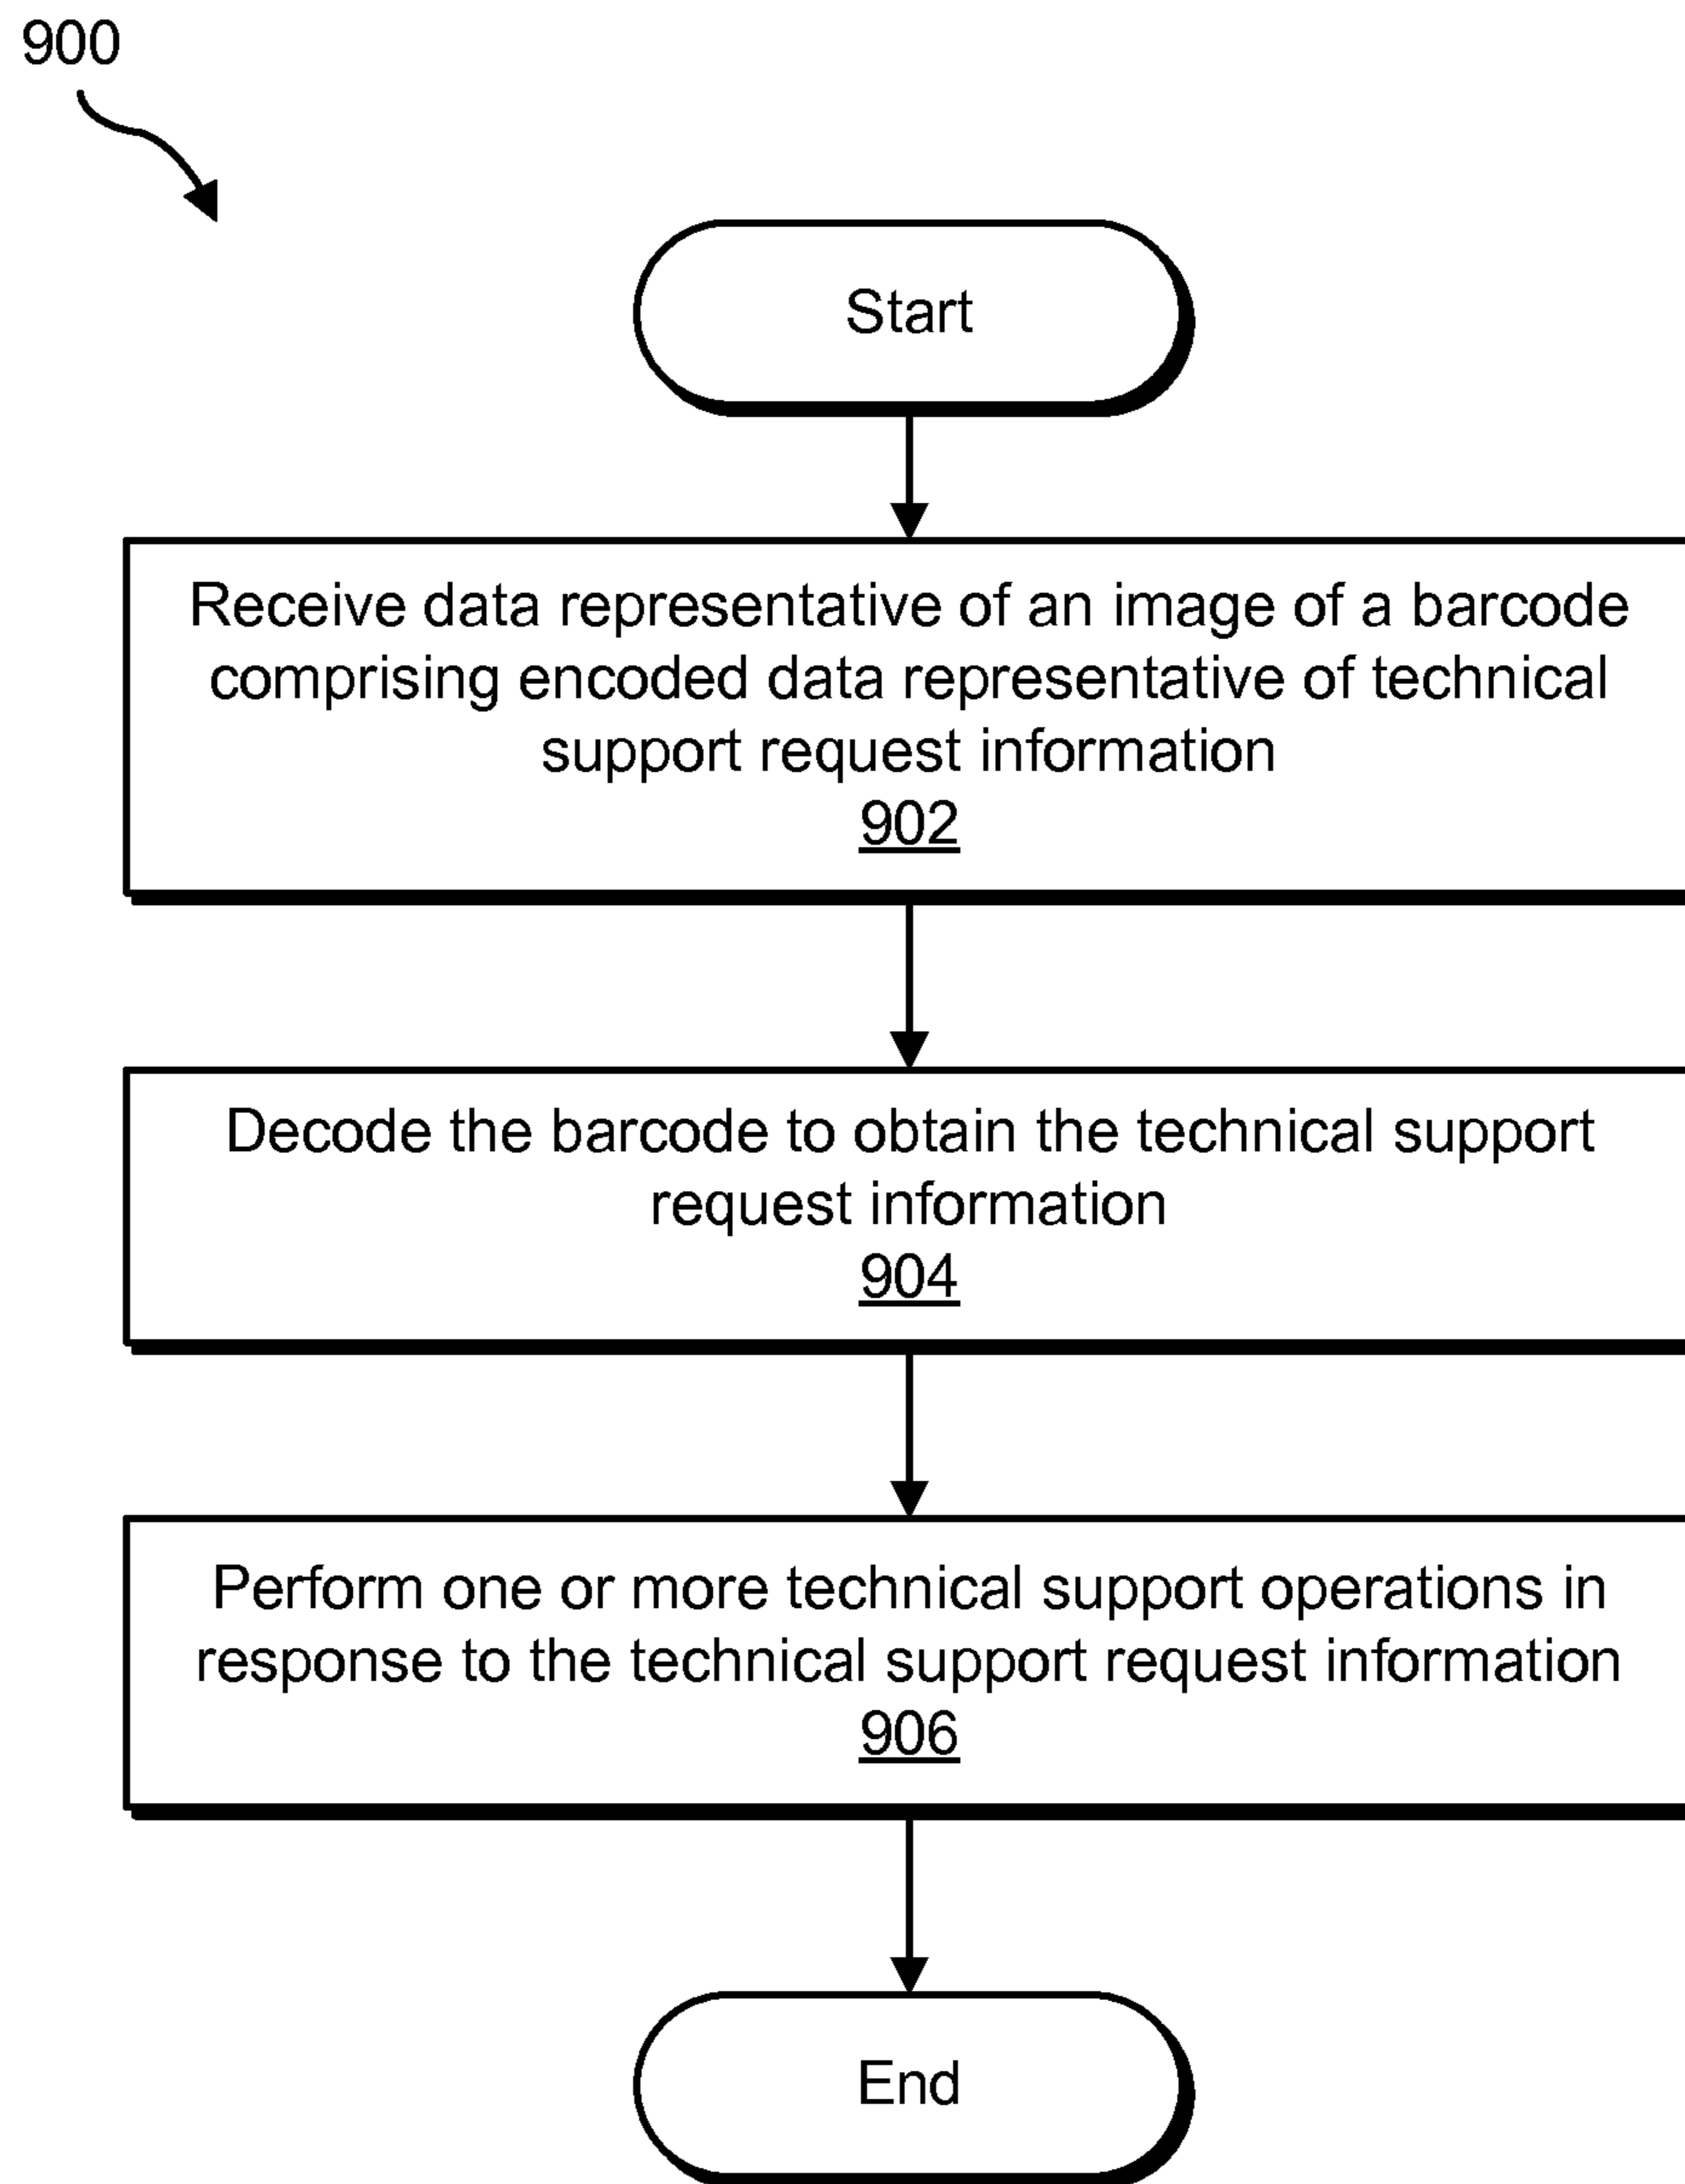 900
Start
Receive data representative of an image of a barcode
comprising encoded data representative of technical
support request information
902
Decode the barcode to obtain the technical support
request information
904
Perform one or more technical support operations in
response to the technical support request information
906
End